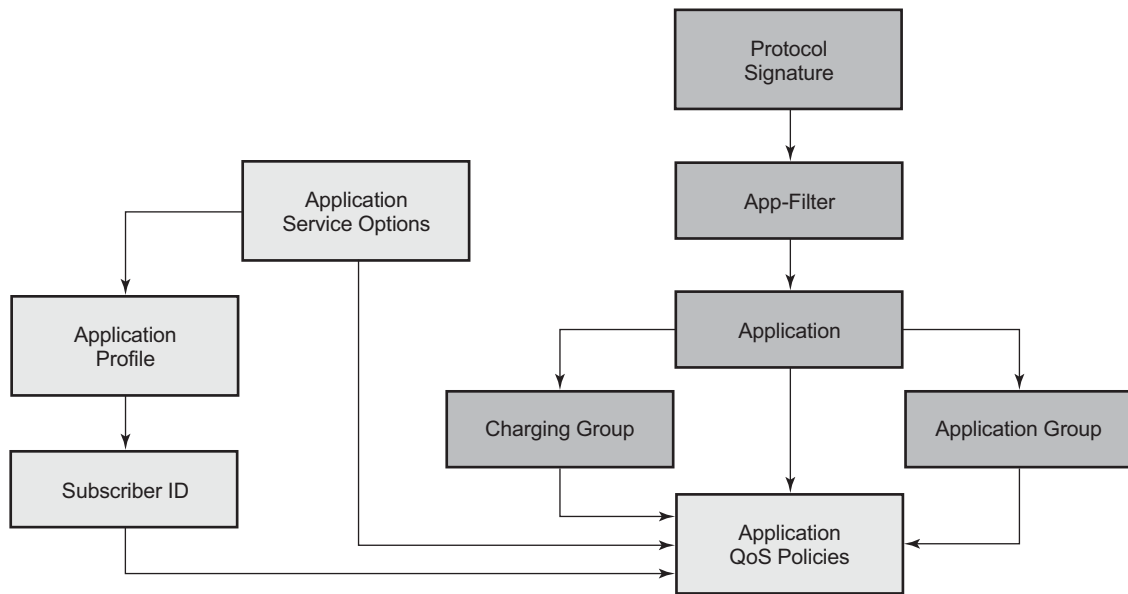 Protocol
Signature
Application
Service Options
App-Filter
Application
Profile
Application
Charging Group
Application Group
Subscriber ID
Application
QoS Policies